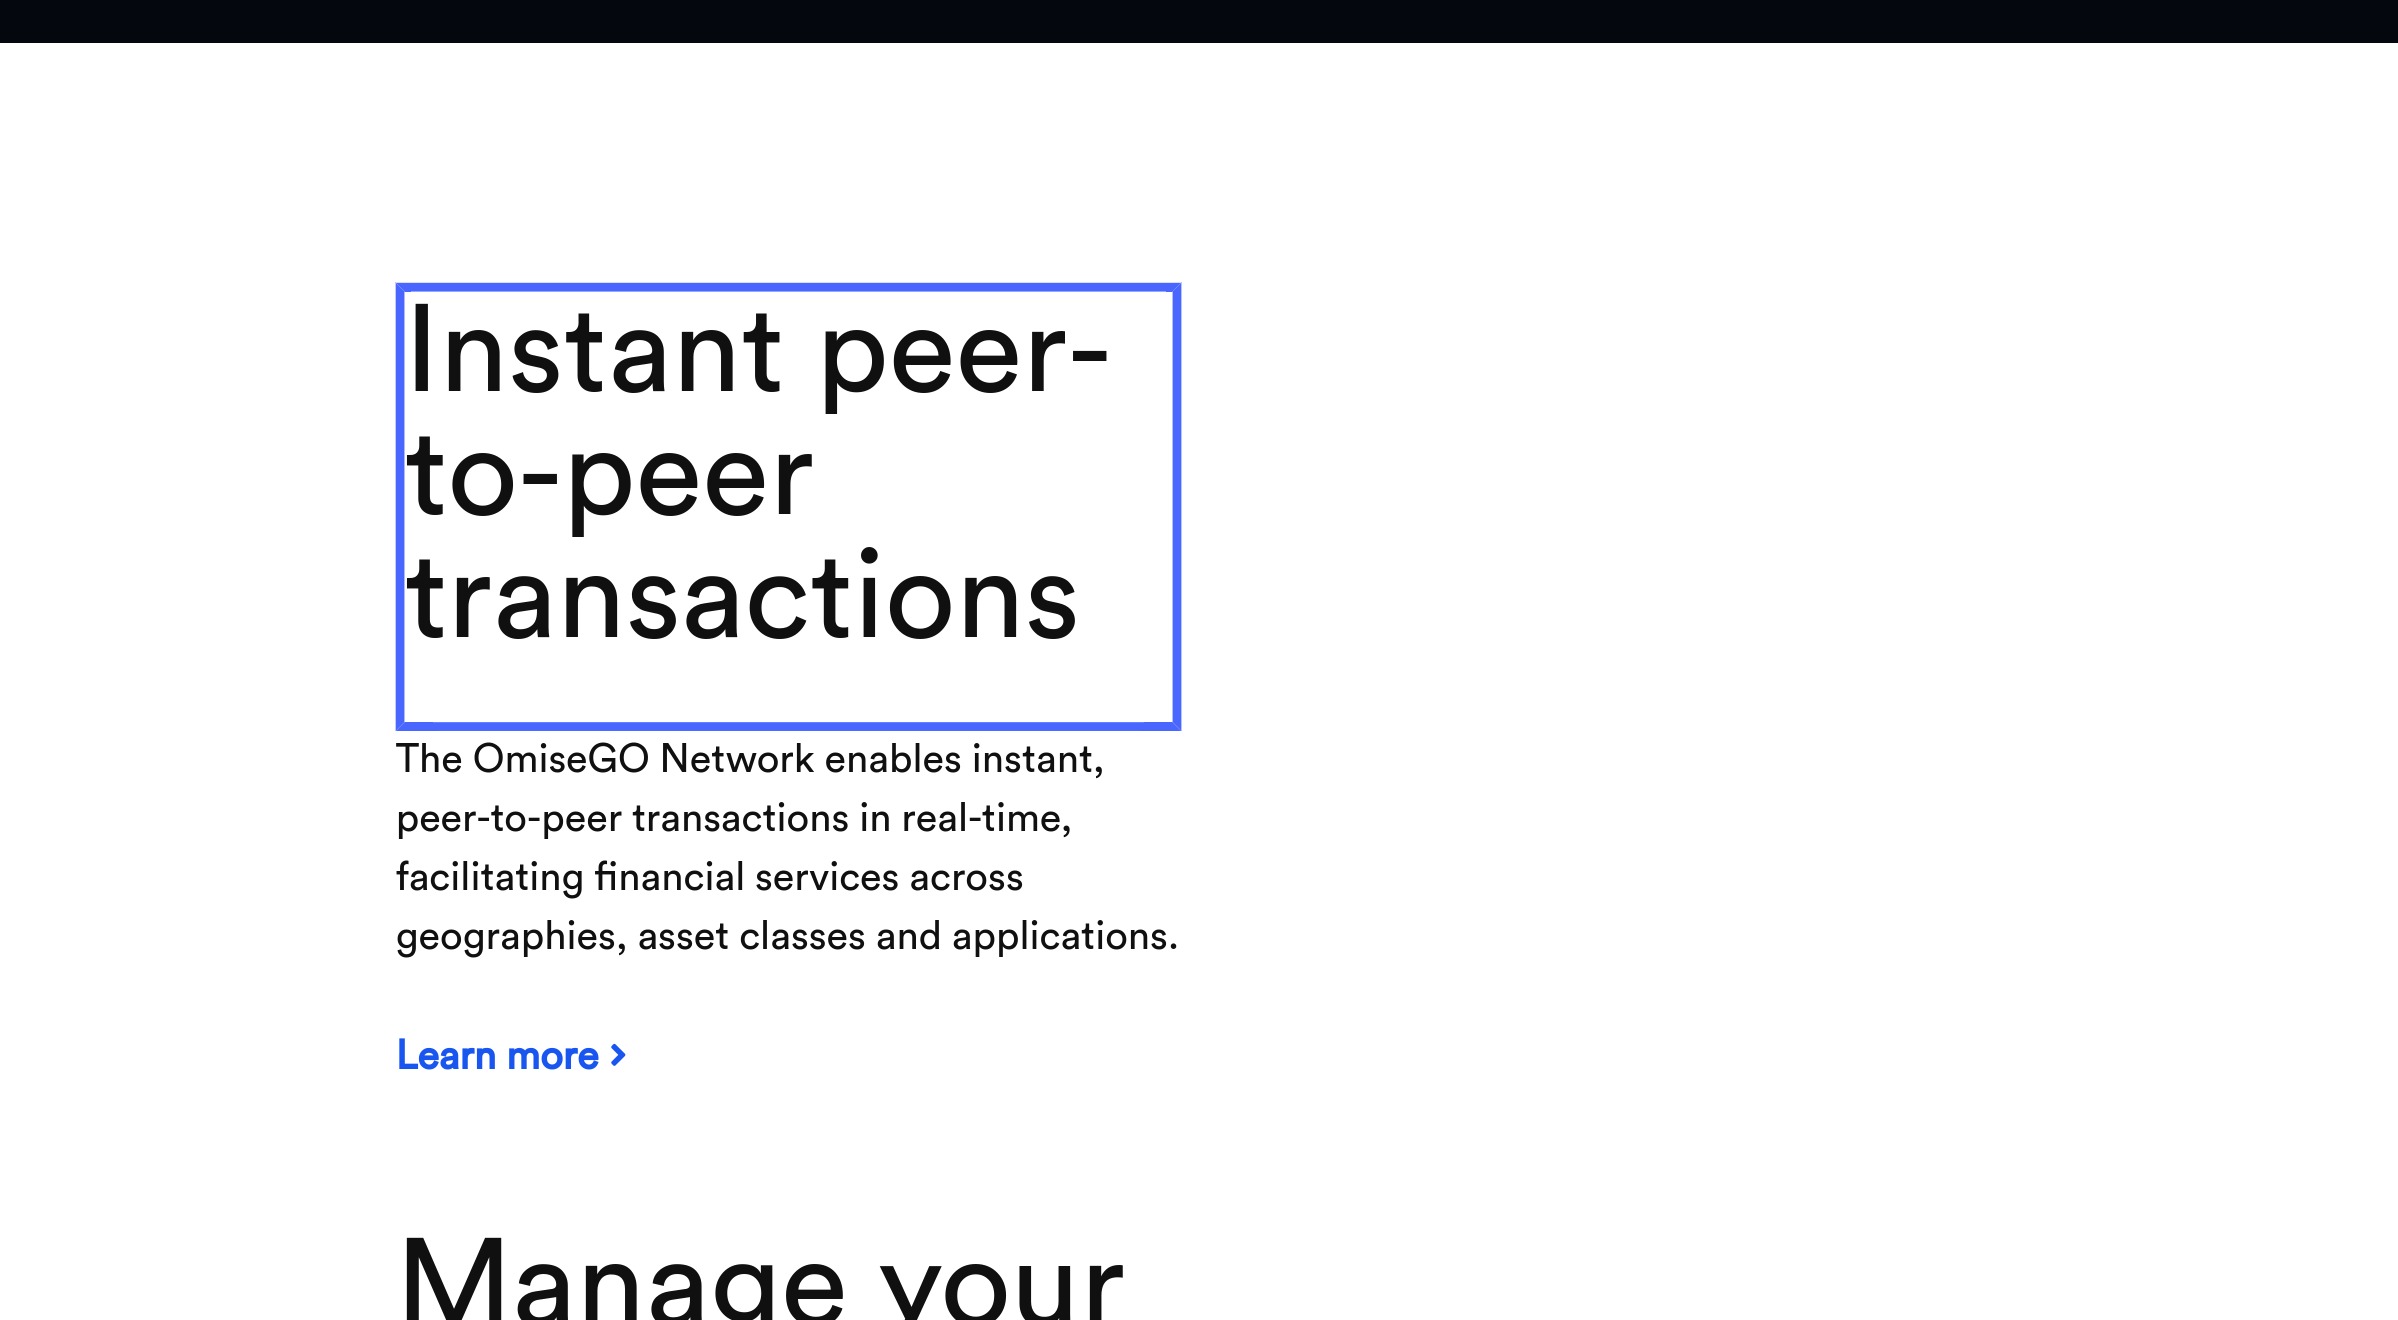 Instant peer-
to-peer
transactions
The OmiseGO Network enables instant,
peer-to-peer transactions in real-time,
facilitating financial services across
geographies, asset classes and applications.
Learn more >
Manage your